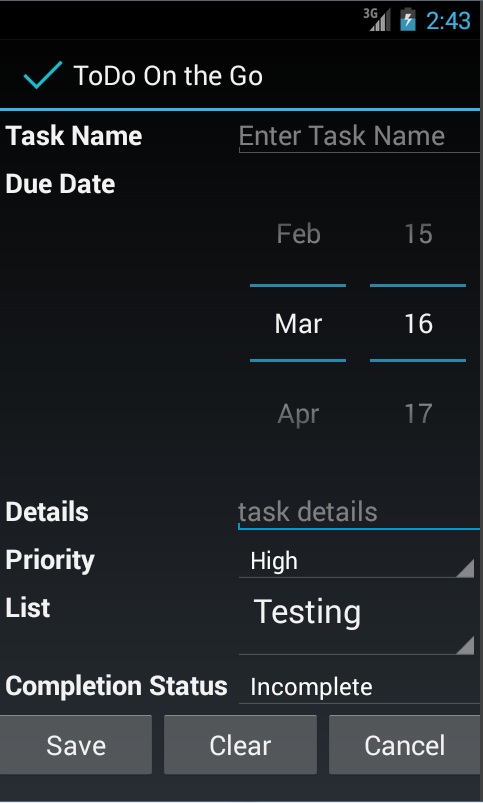 3G 2:43
ToDo On the Go
Task Name Enter Task Name
Due Date
Feb 15
Mar 16
Apr 17
Details task details
Priority High
List Testing
Completion Status Incomplete
Save Clear Cancel